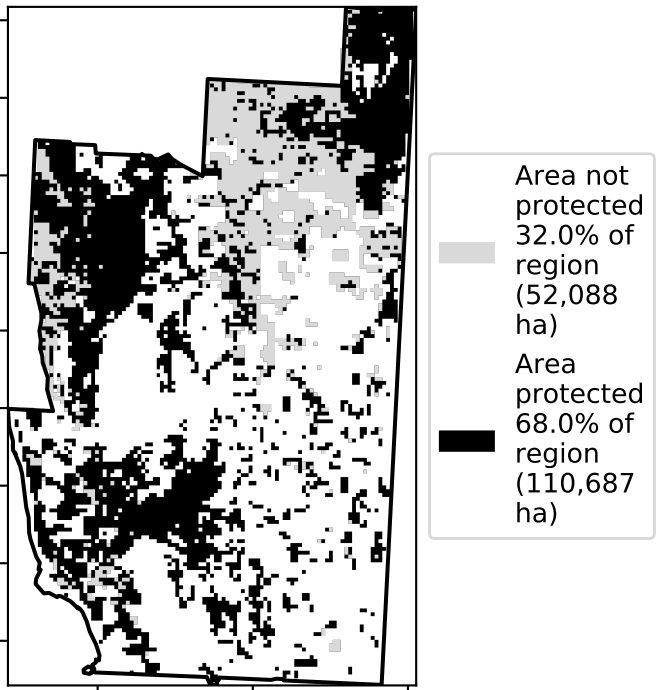 Area not
protected
32.0% of
region
(52,088
ha)
Area
protected
68.0% of
region
(110,687
ha)